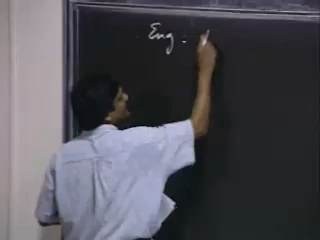 Eng =